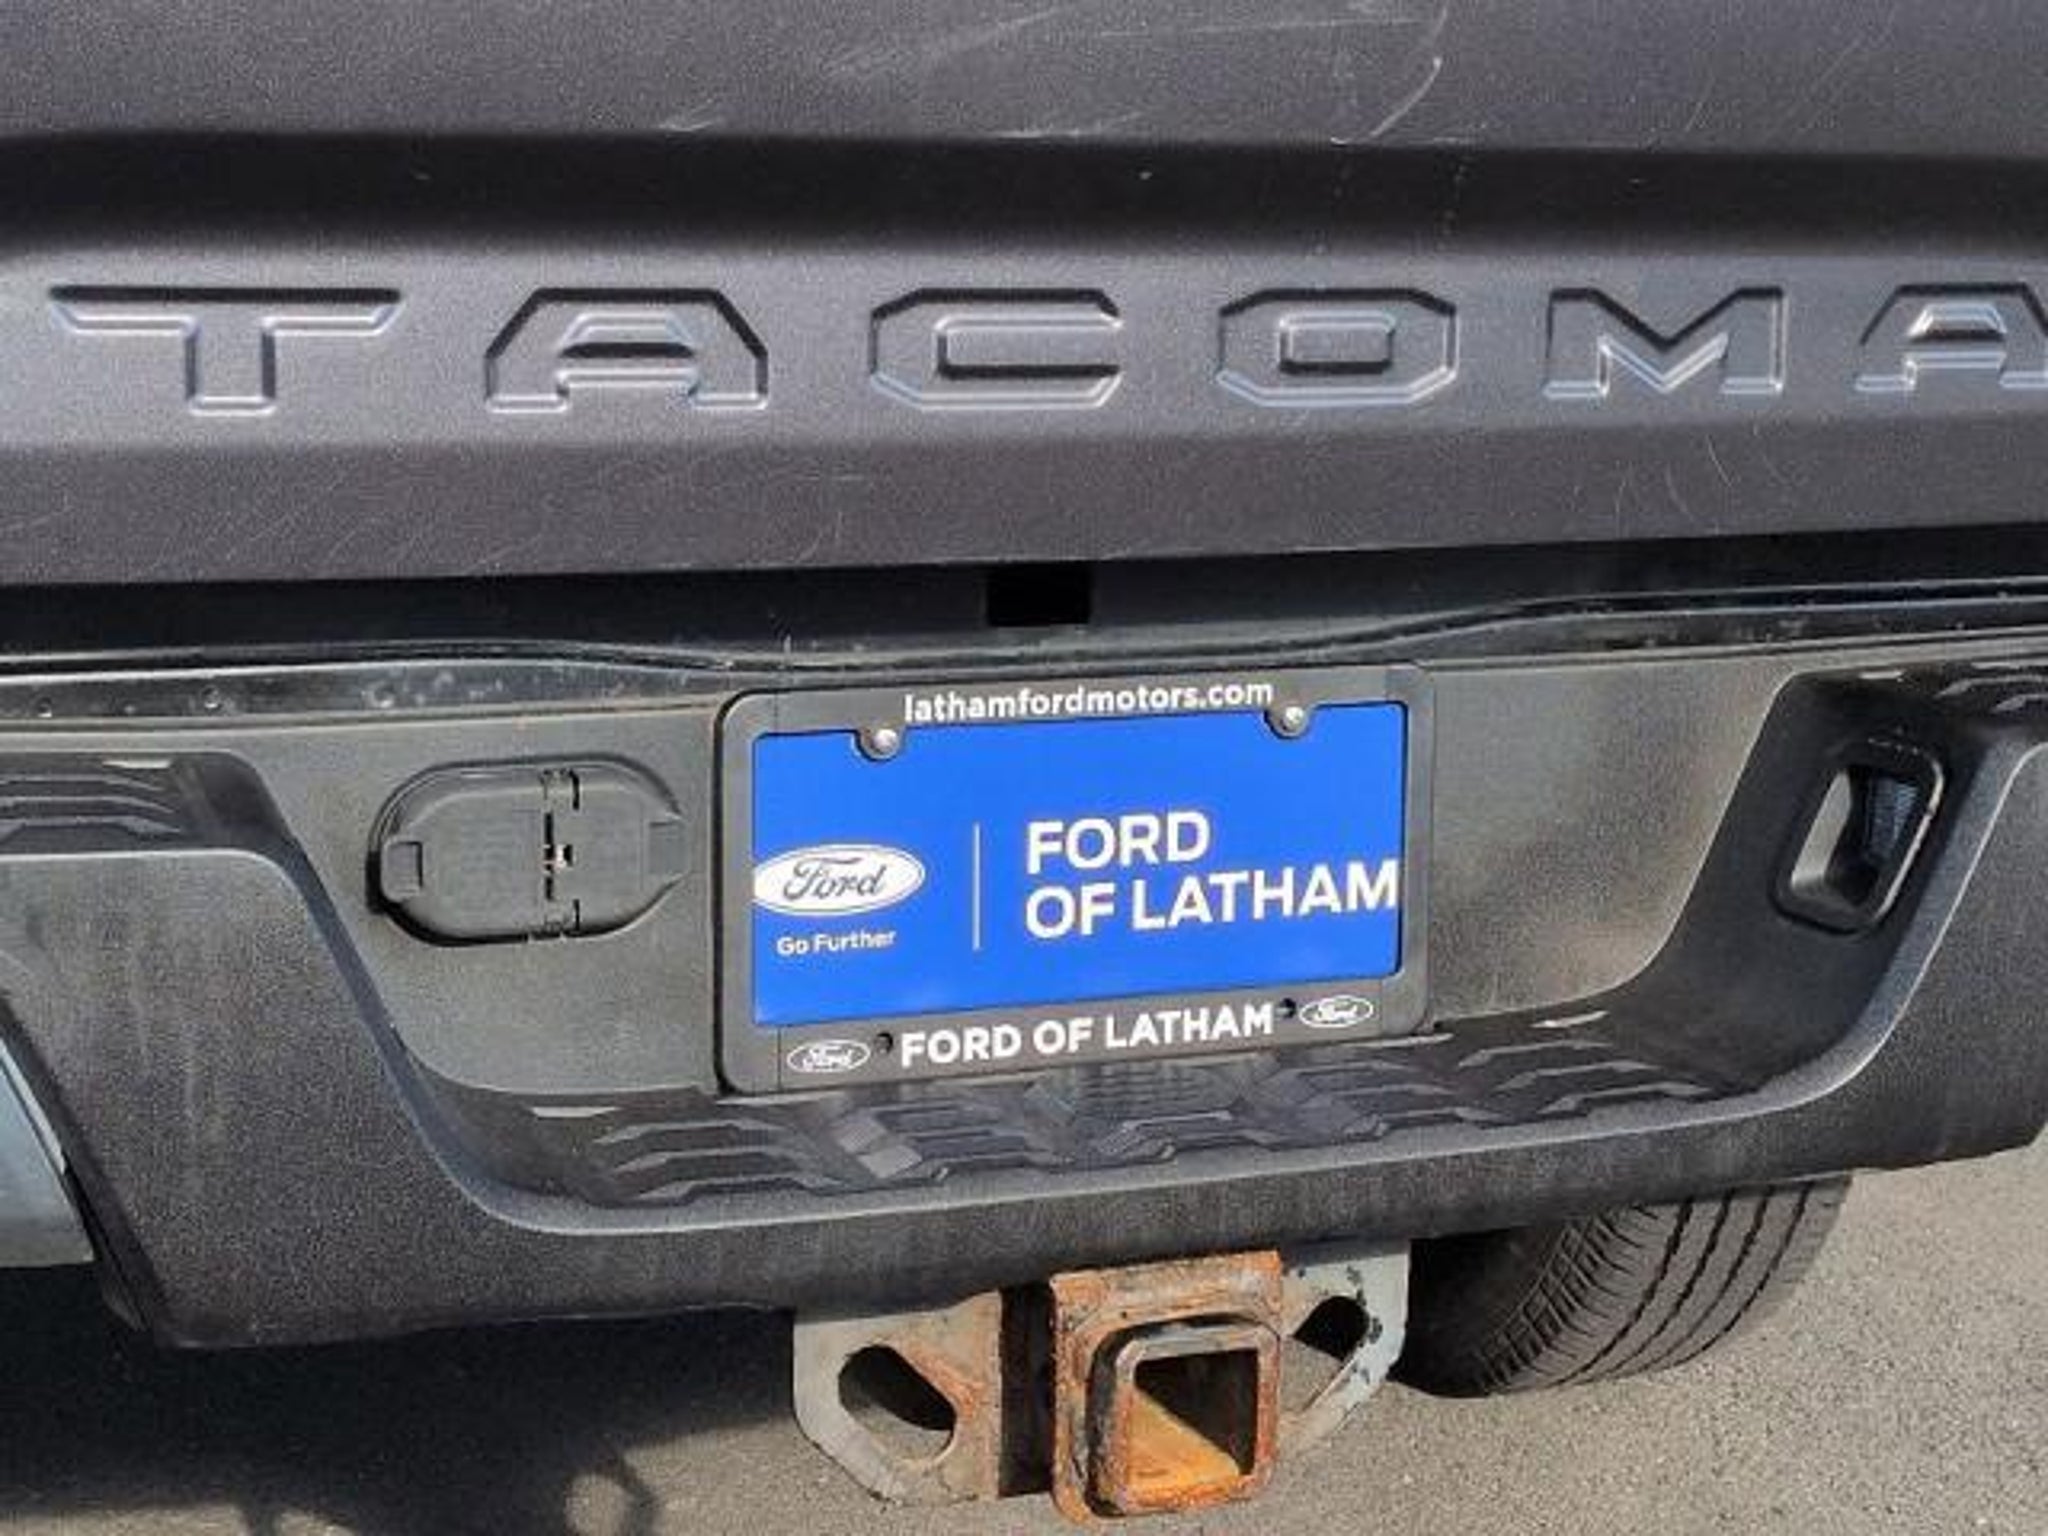 TACOMA
lathamfordmotors.com
Ford
Go Further
FORD
OF LATHAM
Ford FORD OF LATHAM Ford